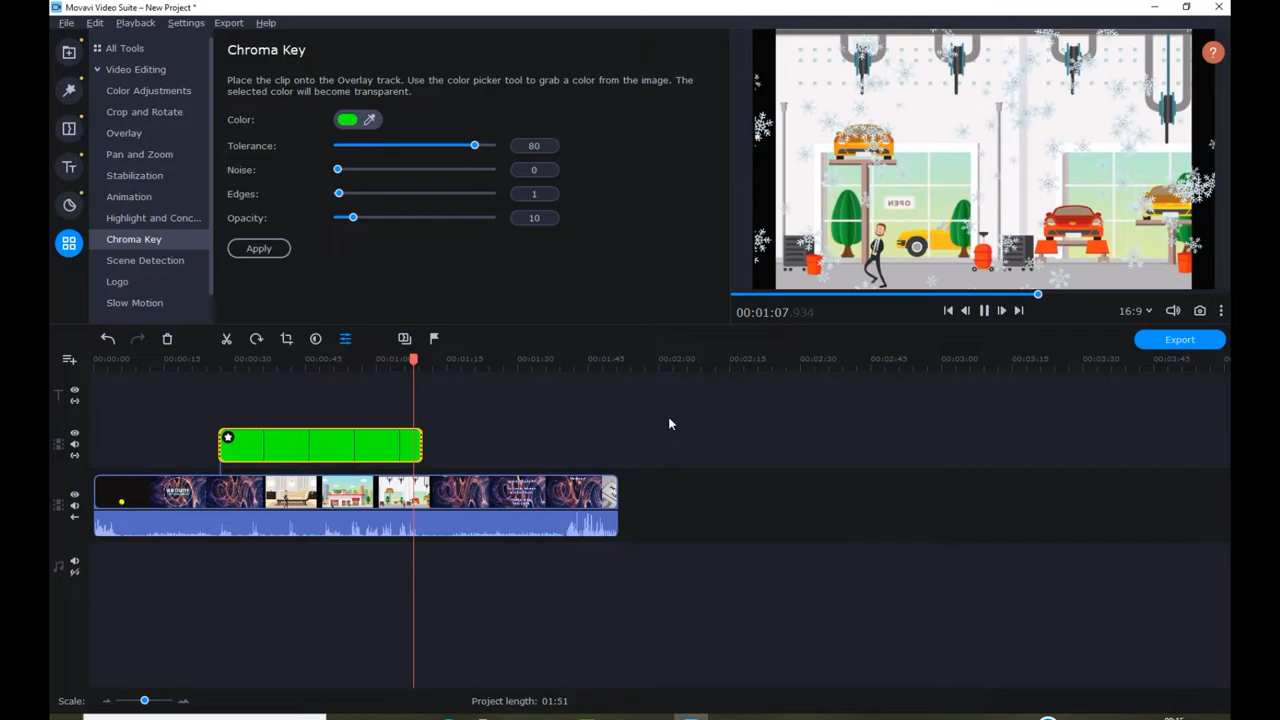 Movavi Video Suite – New Project *
File Edit Playback Settings Export Help
All Tools
Video Editing
Color Adjustments
Crop and Rotate
Overlay
Pan and Zoom
Stabilization
Animation
Highlight and Conc...
Chroma Key
Scene Detection
Logo
Slow Motion
Chroma Key
Place the clip onto the Overlay track. Use the color picker tool to grab a color from the image. The
selected color will become transparent.
Color:
Tolerance: 80
Noise: 0
Edges: 1
Opacity: 10
Apply
?
OPEN
00:01:07.934
16:9
Export
00:00:00 00:00:15 00:00:30 00:00:45 00:01:15 00:01:30 00:01:45 00:02:00 00:02:15 00:02:30 00:02:45 00:03:00 00:03:15 00:03:30 00:03:45
Scale:
Project length: 01:51